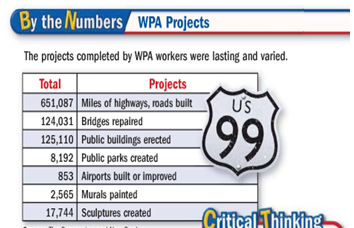 By the Numbers WPA Projects
The projects completed by WPA workers were lasting and varied.
Total Projects
651,087 Miles of highways, roads built
124,031 Bridges repaired
125,110 Public buildings erected
8,192 Public parks created
853 Airports built or improved
2,565 Murals painted
17,744 Sculptures created
US
99
Critical Thinking